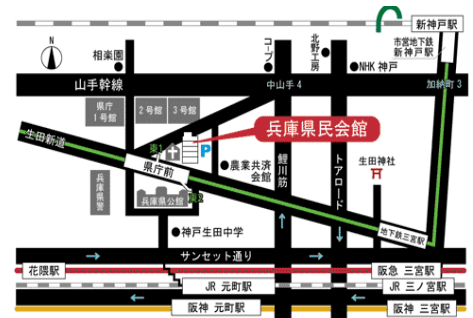 新神戸駅
市営地下鉄
新神戸駅
N
相楽園
コープ
北野工房
NHK 神戸
山手幹線
中山手 4
加納町 3
県庁
1号館
2号館
3号館
兵庫県民会館
生田新道
東1
P
県庁前
農業共済
会館
鯉川筋
トアロード
生田神社
兵庫県警
兵庫県公館
東2
神戸生田中学
地下鉄三宮駅
サンセット通り
花隈駅
阪急 三宮駅
JR 元町駅
JR 三ノ宮駅
阪神 元町駅
阪神 三宮駅